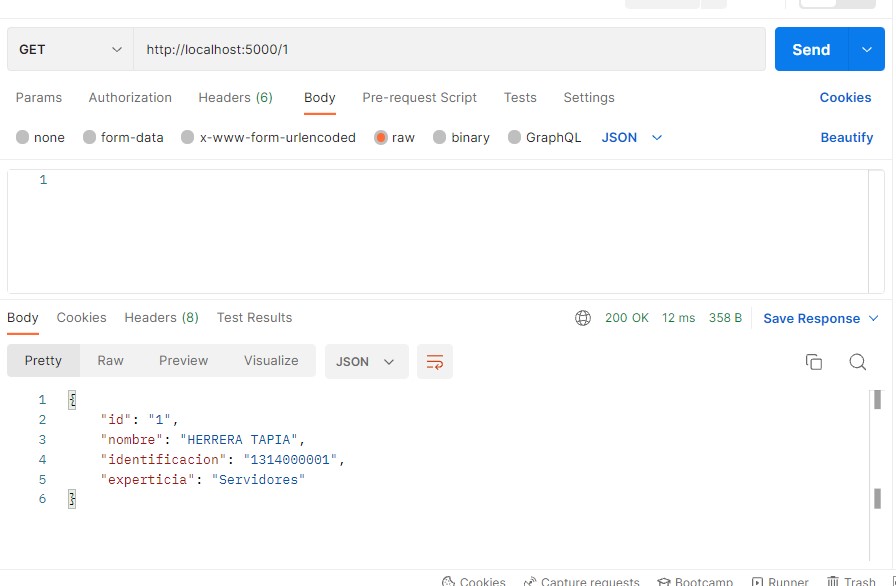 GET http://localhost:5000/1 Send
Params Authorization Headers (6) Body Pre-request Script Tests Settings Cookies
none form-data x-www-form-urlencoded raw binary GraphQL JSON Beautify
1
Body Cookies Headers (8) Test Results 200 OK 12 ms 358 B Save Response
Pretty Raw Preview Visualize JSON
1 {
2 "id": "1",
3 "nombre": "HERRERA TAPIA",
4 "identificacion": "1314000001",
5 "experticia": "Servidores"
6 }
Cookies Capture requests Bootcamp Runner Trash